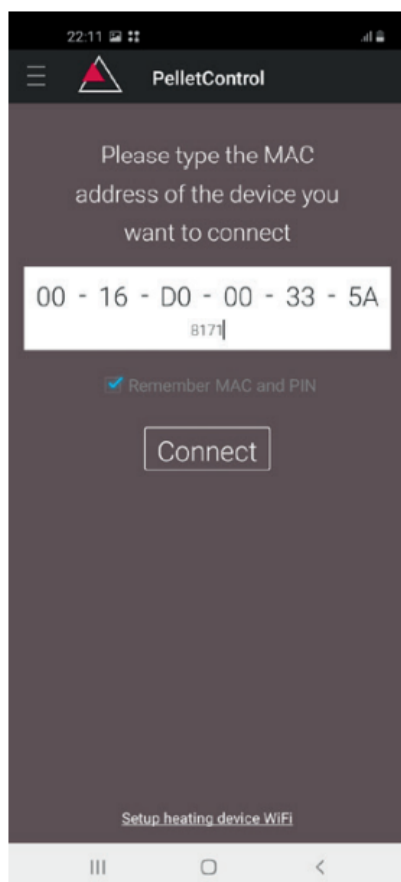 22:11
PelletControl
Please type the MAC
address of the device you
want to connect
00 - 16 - D0 - 00 - 33 - 5A
8171
Remember MAC and PIN
Connect
Setup heating device WiFi